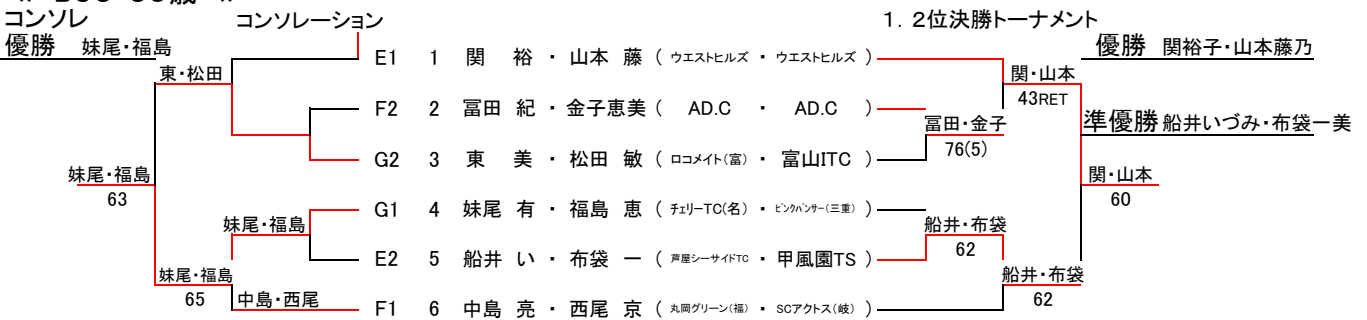 コンソレ コンソレーション 1．2位決勝トーナメント
優勝 妹尾・福島 優勝 関裕子・山本藤乃
E1 1 関 裕 ・ 山本 藤 （ ウエストヒルズ ・ ウエストヒルズ ）
東・松田 関・山本
43RET
F2 2 冨田 紀 ・ 金子恵美 （ AD.C ・ AD.C ）
冨田・金子 準優勝 船井いづみ・布袋一美
76(5)
G2 3 東 美 ・ 松田 敏 （ ロコメイト(富) ・ 富山ITC ）
妹尾・福島 関・山本
63 60
G1 4 妹尾 有 ・ 福島 恵 （ チェリーTC(名) ・ ピンクパンサー(三重) ）
妹尾・福島 船井・布袋
62
E2 5 船井 い ・ 布袋 一 （ 芦屋シーサイドTC ・ 甲風園TS ）
妹尾・福島 船井・布袋
65 62
中島・西尾
F1 6 中島 亮 ・ 西尾 京 （ 丸岡グリーン(福) ・ SCアクトス(岐) ）